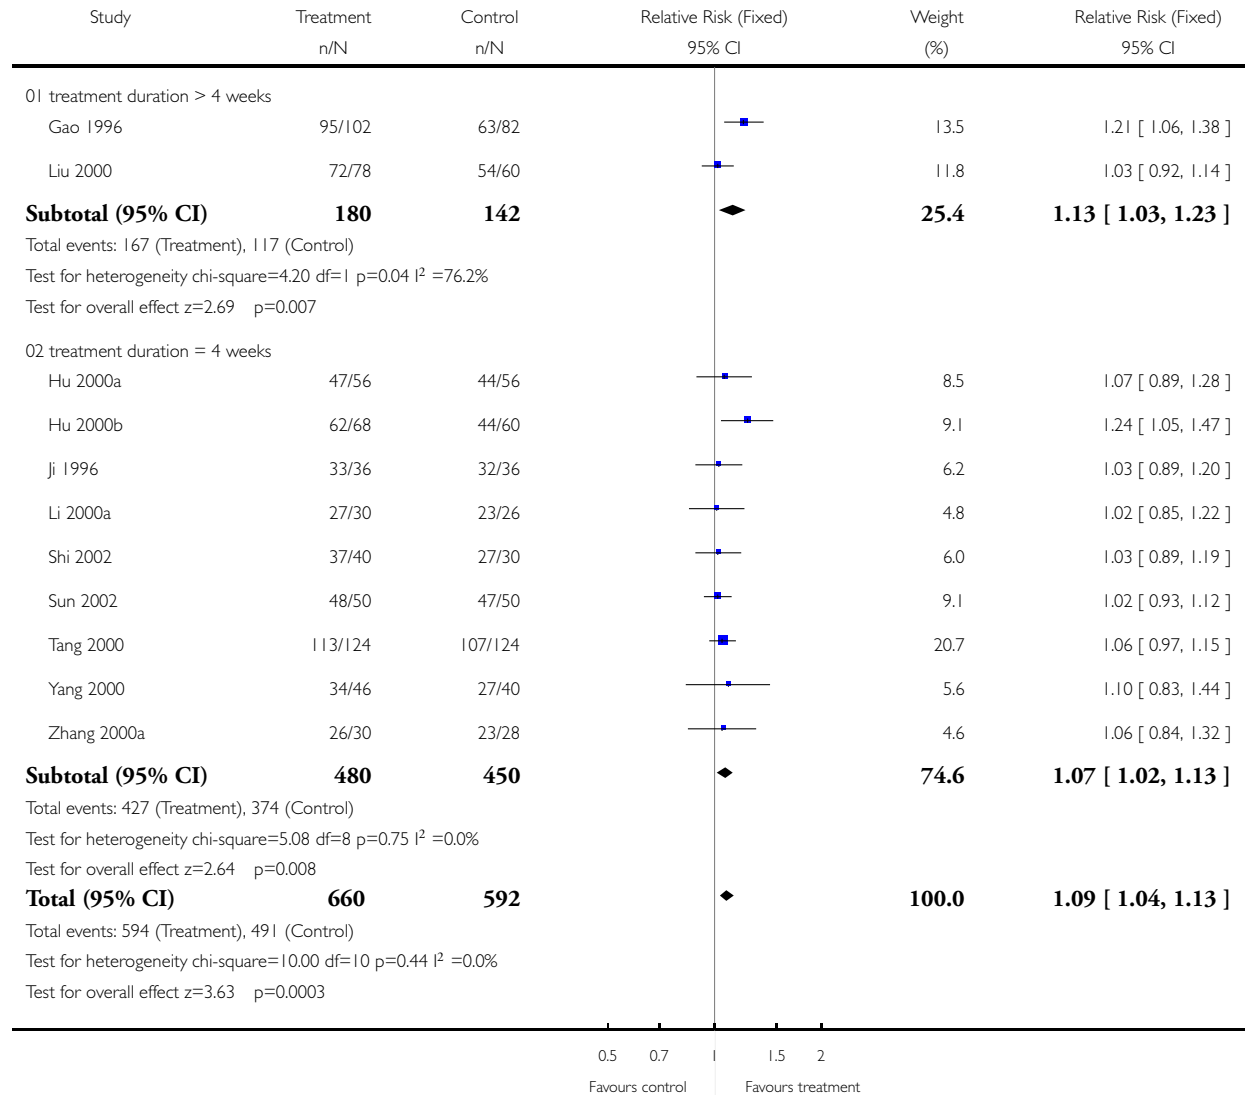 Study Treatment Control Relative Risk (Fixed) Weight Relative Risk (Fixed)
n/N n/N 95% CI (%) 95% CI
01 treatment duration > 4 weeks
Gao 1996 95/102 63/82 13.5 1.21 [ 1.06, 1.38 ]
Liu 2000 72/78 54/60 11.8 1.03 [ 0.92, 1.14 ]
Subtotal (95% CI) 180 142 25.4 1.13 [ 1.03, 1.23 ]
Total events: 167 (Treatment), 117 (Control)
Test for heterogeneity chi-square=4.20 df=1 p=0.04 I² =76.2%
Test for overall effect z=2.69 p=0.007
02 treatment duration = 4 weeks
Hu 2000a 47/56 44/56 8.5 1.07 [ 0.89, 1.28 ]
Hu 2000b 62/68 44/60 9.1 1.24 [ 1.05, 1.47 ]
Ji 1996 33/36 32/36 6.2 1.03 [ 0.89, 1.20 ]
Li 2000a 27/30 23/26 4.8 1.02 [ 0.85, 1.22 ]
Shi 2002 37/40 27/30 6.0 1.03 [ 0.89, 1.19 ]
Sun 2002 48/50 47/50 9.1 1.02 [ 0.93, 1.12 ]
Tang 2000 113/124 107/124 20.7 1.06 [ 0.97, 1.15 ]
Yang 2000 34/46 27/40 5.6 1.10 [ 0.83, 1.44 ]
Zhang 2000a 26/30 23/28 4.6 1.06 [ 0.84, 1.32 ]
Subtotal (95% CI) 480 450 74.6 1.07 [ 1.02, 1.13 ]
Total events: 427 (Treatment), 374 (Control)
Test for heterogeneity chi-square=5.08 df=8 p=0.75 I² =0.0%
Test for overall effect z=2.64 p=0.008
Total (95% CI) 660 592 100.0 1.09 [ 1.04, 1.13 ]
Total events: 594 (Treatment), 491 (Control)
Test for heterogeneity chi-square=10.00 df=10 p=0.44 I² =0.0%
Test for overall effect z=3.63 p=0.0003
0.5 0.7 1 1.5 2
Favours control Favours treatment